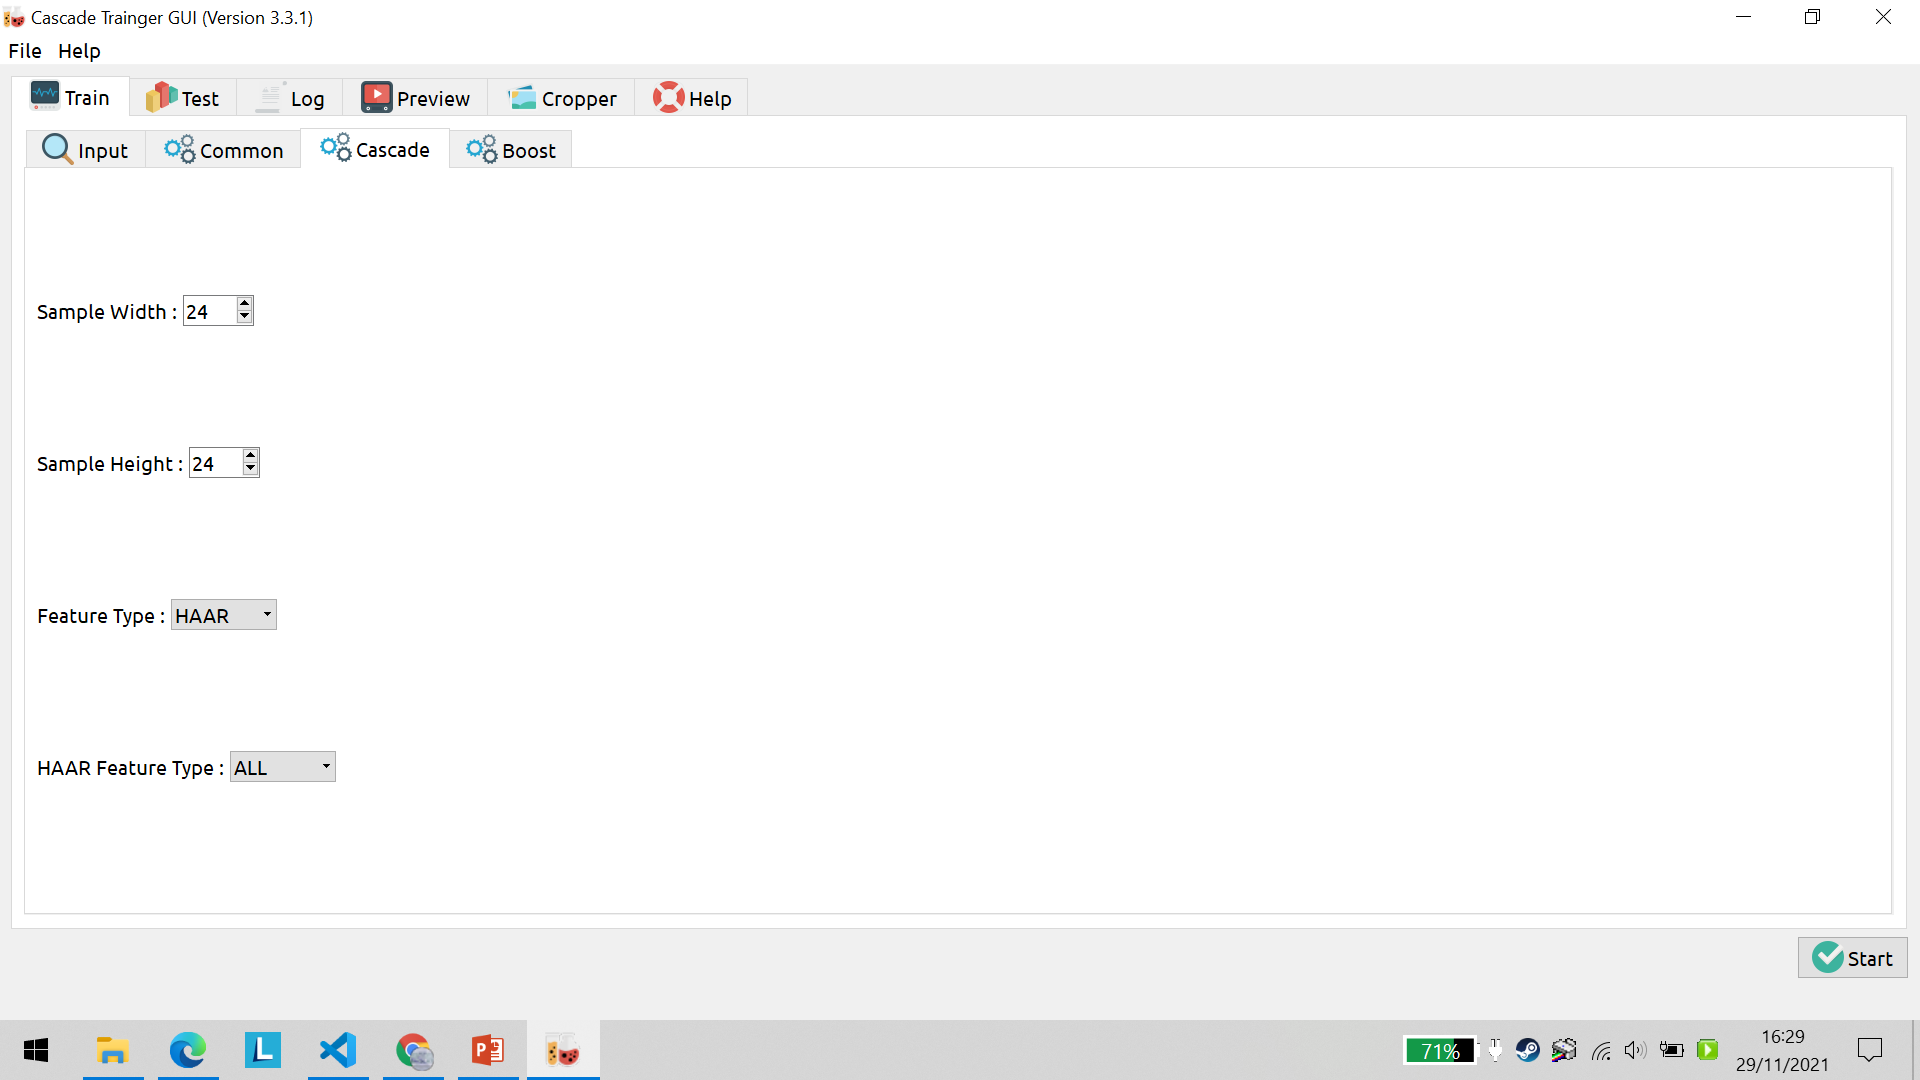 Cascade Trainger GUI (Version 3.3.1)
File Help
Train Test Log Preview Cropper Help
Input Common Cascade Boost
Sample Width : 24
Sample Height : 24
Feature Type : HAAR
HAAR Feature Type : ALL
Start
L
P
71%
16:29
29/11/2021